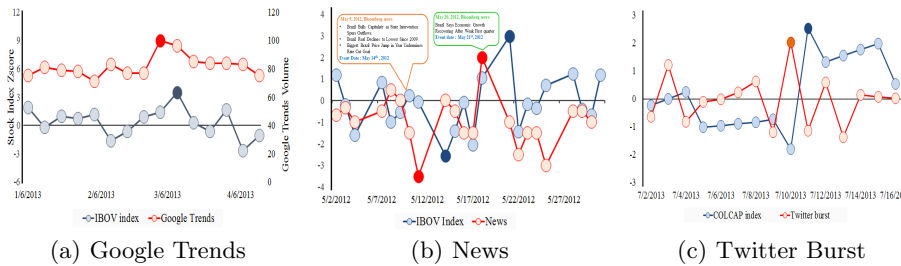 Stock Index Zscore
12
9
6
3
0
-3
-6
120
100
80
60
40
20
0
Google Trends Volume
1/6/2013 2/6/2013 3/6/2013 4/6/2013
IBOV index Google Trends
(a) Google Trends
May 9, 2012, Bloomberg news
Brazil Bulls Capitulate as State Intervention
Spurs Outflows.
Brazil Real Declines to Lowest Since 2009
Biggest Brazil Price Jump in Year Undermines
Rate Cut Goal
Event Date : May 14th, 2012
May 20, 2012, Bloomberg news
Brazil Says Economic Growth
Recovering After Weak First quarter
Event date : May 21st, 2012
4
3
2
1
0
-1
-2
-3
-4
5/2/2012 5/7/2012 5/12/2012 5/17/2012 5/22/2012 5/27/2012
IBOV Index News
(b) News
3
2
1
0
-1
-2
-3
7/2/2013 7/4/2013 7/6/2013 7/8/2013 7/10/2013 7/12/2013 7/14/2013 7/16/2013
COLCAP index Twitter burst
(c) Twitter Burst